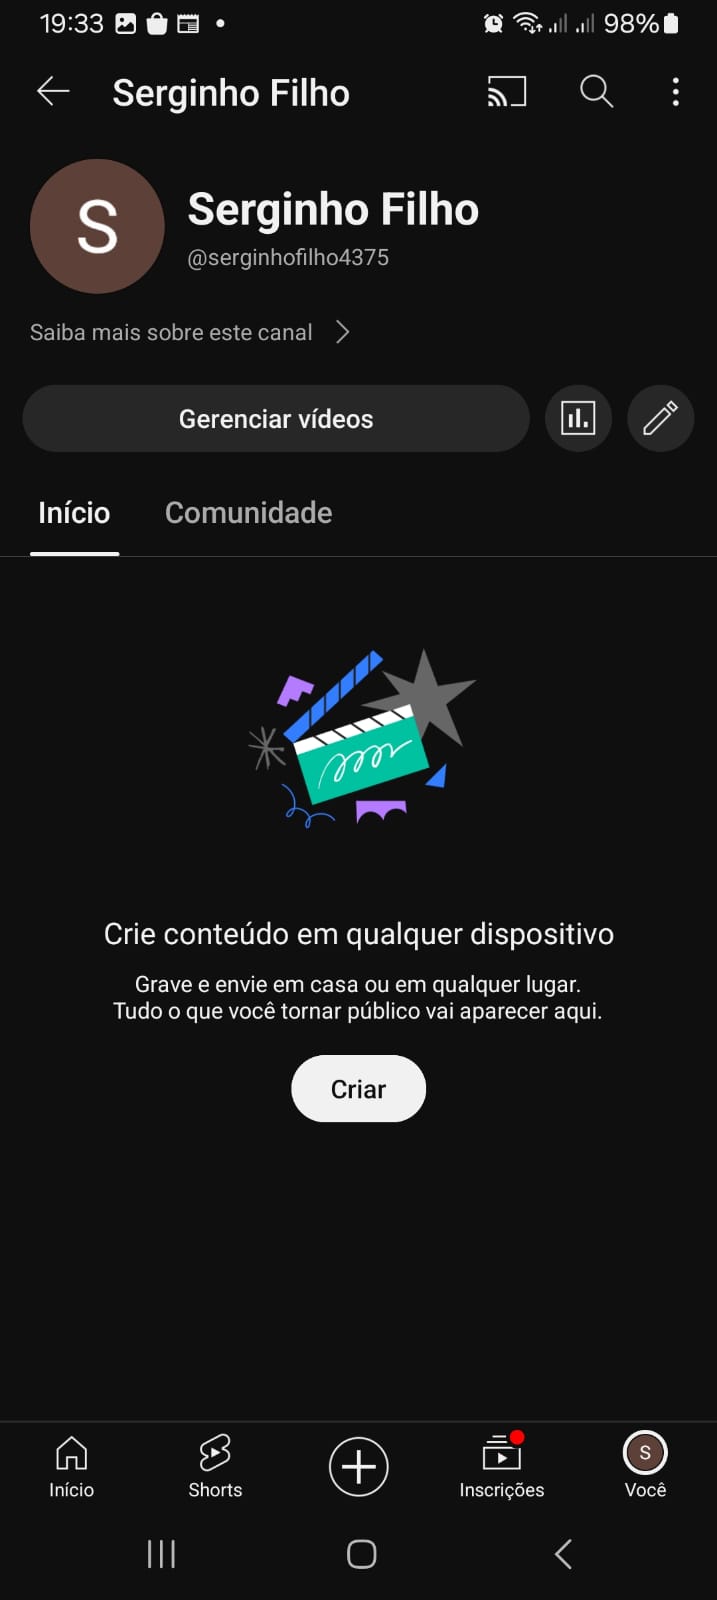 19:33
98%
Serginho Filho
S
Serginho Filho
@serginhofilho4375
Saiba mais sobre este canal
Gerenciar vídeos
Início
Comunidade
Crie conteúdo em qualquer dispositivo
Grave e envie em casa ou em qualquer lugar.
Tudo o que você tornar público vai aparecer aqui.
Criar
S
Início
Shorts
Inscrições
Você